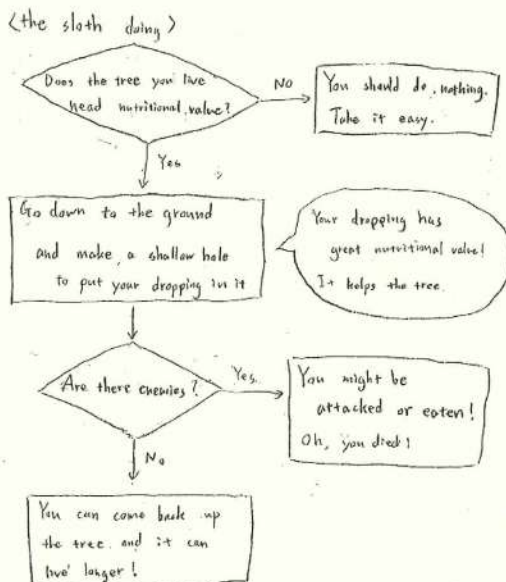 <the sloth doing>
Does the tree you live
nead nutritional value?
NO
You should do nothing.
Take it easy.
Yes
Go down to the ground
and make a shallow hole
to put your dropping in it
Your dropping has
great nutritional value!
It helps the tree.
Are there enemies?
Yes
You might be
attacked or eaten!
Oh, you died!
No
You can come back up
the tree and it can
live longer!